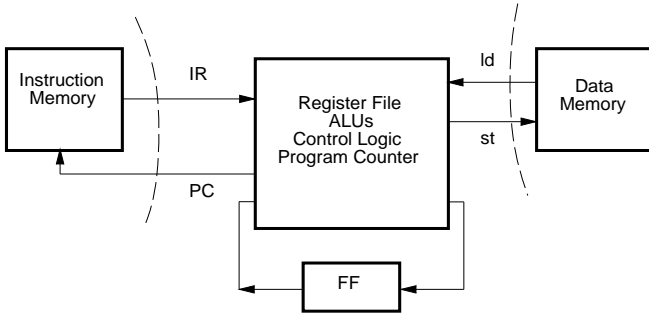 Instruction
Memory
IR
PC
Register File
ALUs
Control Logic
Program Counter
ld
st
Data
Memory
FF